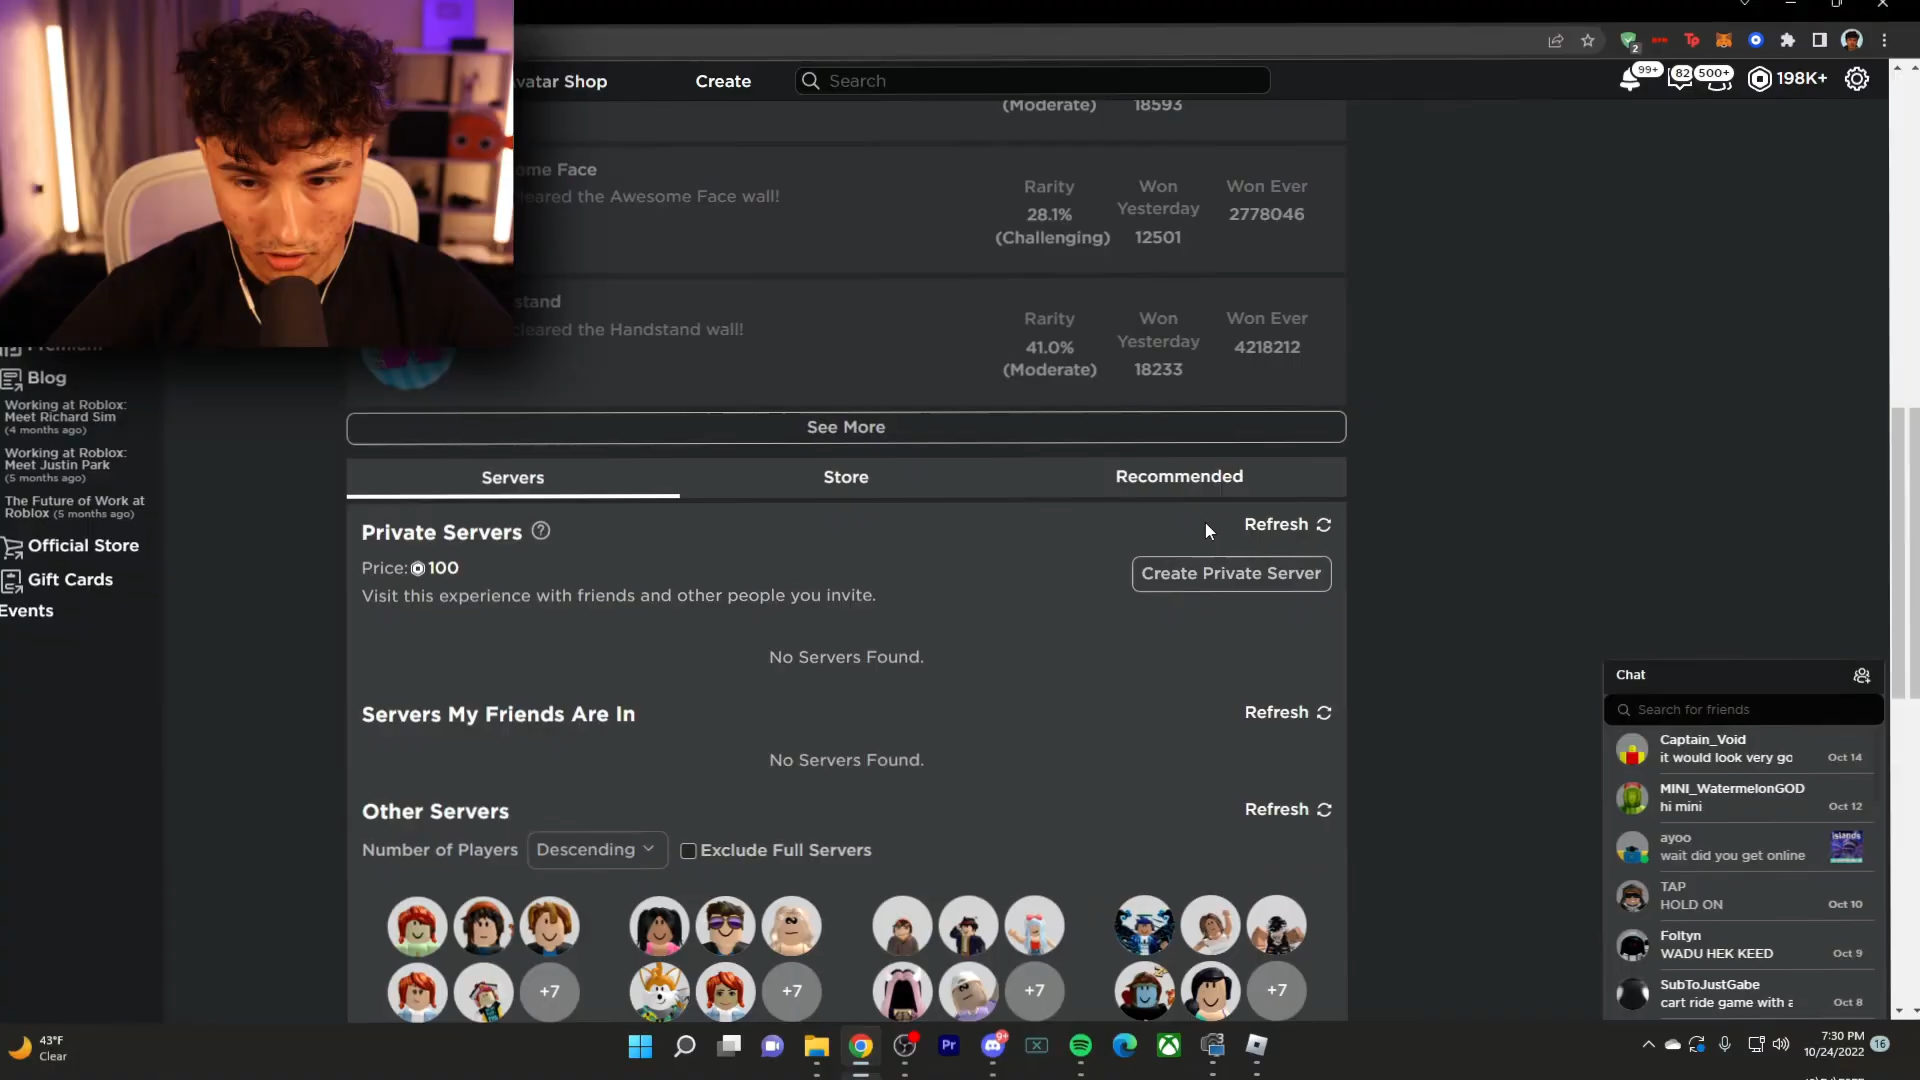 Avatar Shop
Create
Search
2
99+
82
500+
198K+
(Moderate)
18593
ome Face
leared the Awesome Face wall!
Rarity
28.1%
(Challenging)
Won
Yesterday
12501
Won Ever
2778046
stand
cleared the Handstand wall!
Rarity
41.0%
(Moderate)
Won
Yesterday
18233
Won Ever
4218212
Premium
Blog
Working at Roblox:
Meet Richard Sim
(4 months ago)
Working at Roblox:
Meet Justin Park
(5 months ago)
The Future of Work at
Roblox (5 months ago)
Official Store
Gift Cards
Events
See More
Servers
Store
Recommended
Private Servers
Refresh
Price: 100
Create Private Server
Visit this experience with friends and other people you invite.
No Servers Found.
Servers My Friends Are In
Refresh
No Servers Found.
Other Servers
Refresh
Number of Players
Descending
Exclude Full Servers
+7
+7
+7
+7
Chat
Search for friends
Captain_Void
it would look very go
Oct 14
MINI_WatermelonGOD
hi mini
Oct 12
ayoo
wait did you get online
islands
TAP
HOLD ON
Oct 10
Foltyn
WADU HEK KEED
Oct 9
SubToJustGabe
cart ride game with a
Oct 8
43°F
Clear
Pr
9+
7:30 PM
10/24/2022
16